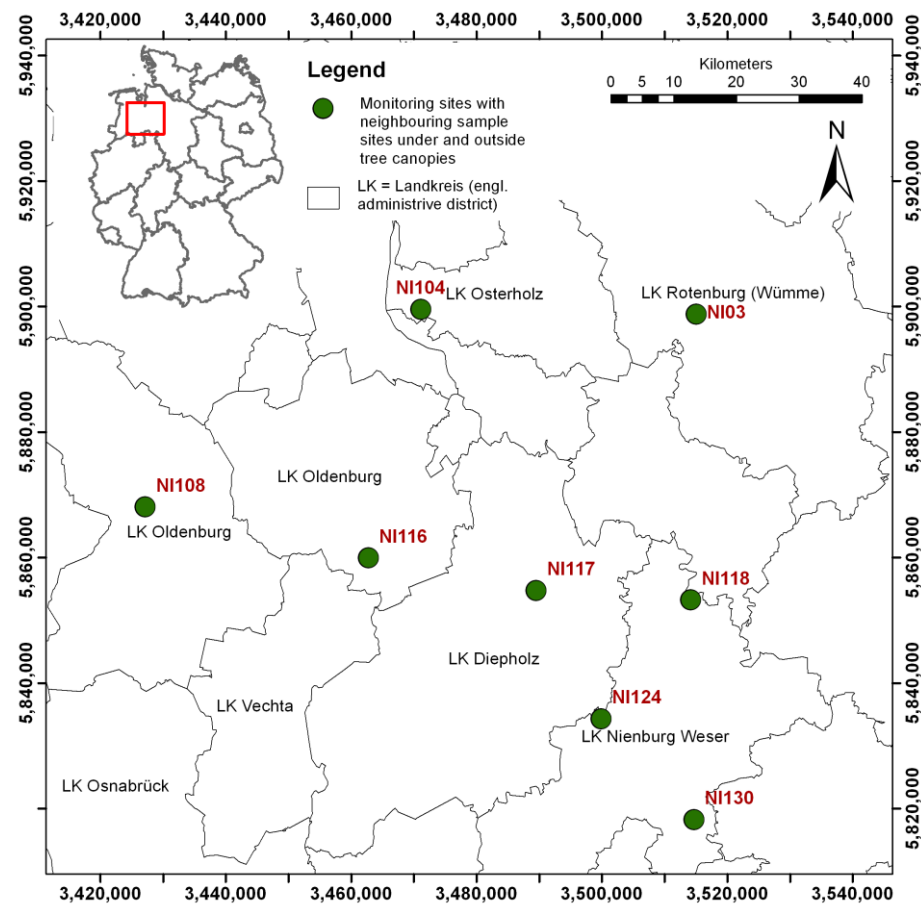 3,420,000 3,440,000 3,460,000 3,480,000 3,500,000 3,520,000 3,540,000
5,940,000
5,920,000
5,900,000
5,880,000
5,860,000
5,840,000
5,820,000
Legend
Monitoring sites with
neighbouring sample
sites under and outside
tree canopies
LK = Landkreis (engl.
administrive district)
Kilometers
0 5 10 20 30 40
N
NI104
LK Osterholz
LK Rotenburg (Wümme)
NI03
LK Oldenburg
NI108
LK Oldenburg
NI116
NI117
NI118
LK Diepholz
LK Vechta
NI124
LK Nienburg Weser
LK Osnabrück
NI130
5,940,000
5,920,000
5,900,000
5,880,000
5,860,000
5,840,000
5,820,000
3,420,000 3,440,000 3,460,000 3,480,000 3,500,000 3,520,000 3,540,000